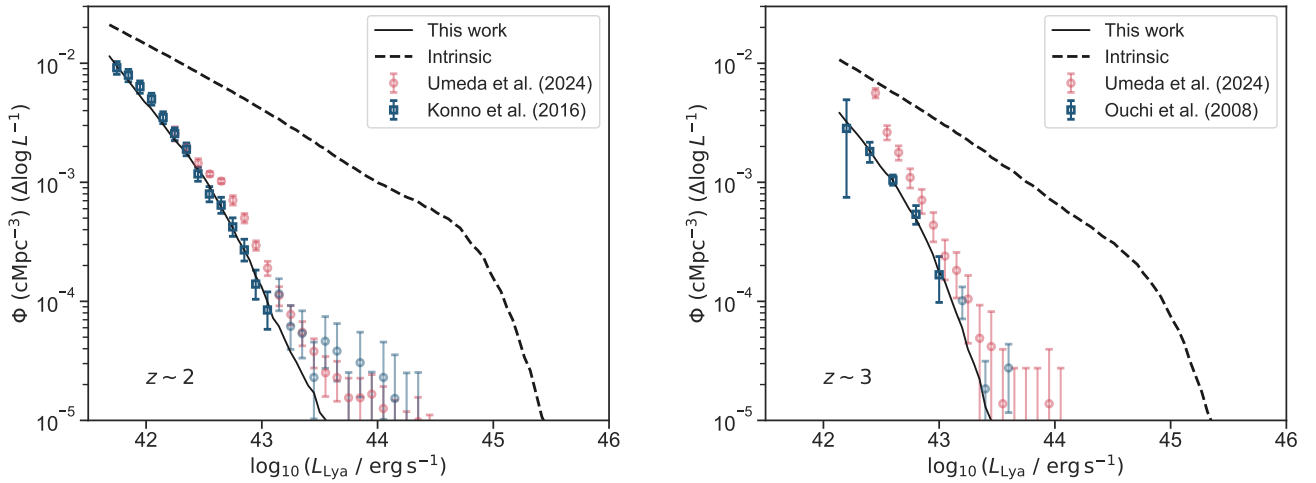 This work
Intrinsic
Umeda et al. (2024)
Konno et al. (2016)
10⁻²
10⁻³
10⁻⁴
10⁻⁵
Φ (cMpc⁻³) (Δlog L⁻¹)
z ~ 2
42 43 44 45 46
log₁₀ (L_Lya / erg s⁻¹)
This work
Intrinsic
Umeda et al. (2024)
Ouchi et al. (2008)
10⁻²
10⁻³
10⁻⁴
10⁻⁵
Φ (cMpc⁻³) (Δlog L⁻¹)
z ~ 3
42 43 44 45 46
log₁₀ (L_Lya / erg s⁻¹)